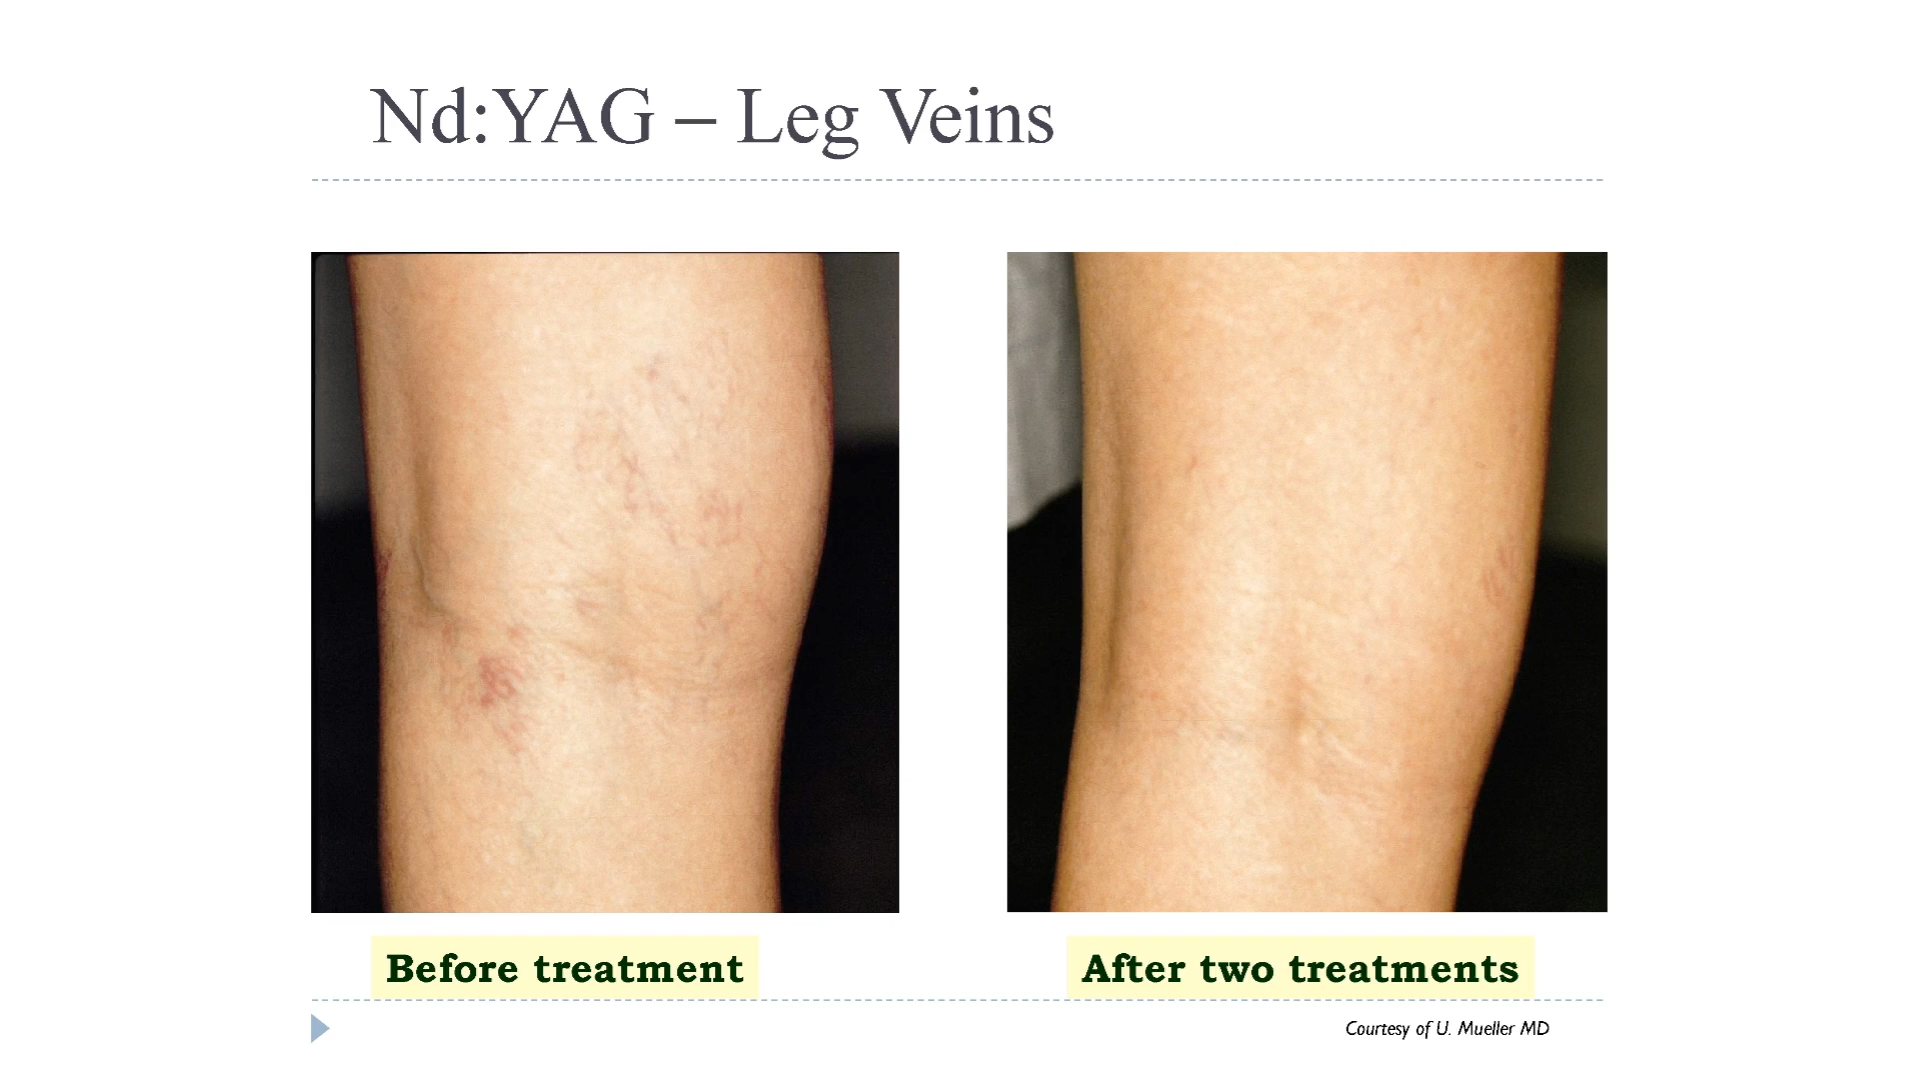 Nd:YAG – Leg Veins
Before treatment
After two treatments
Courtesy of U. Mueller MD